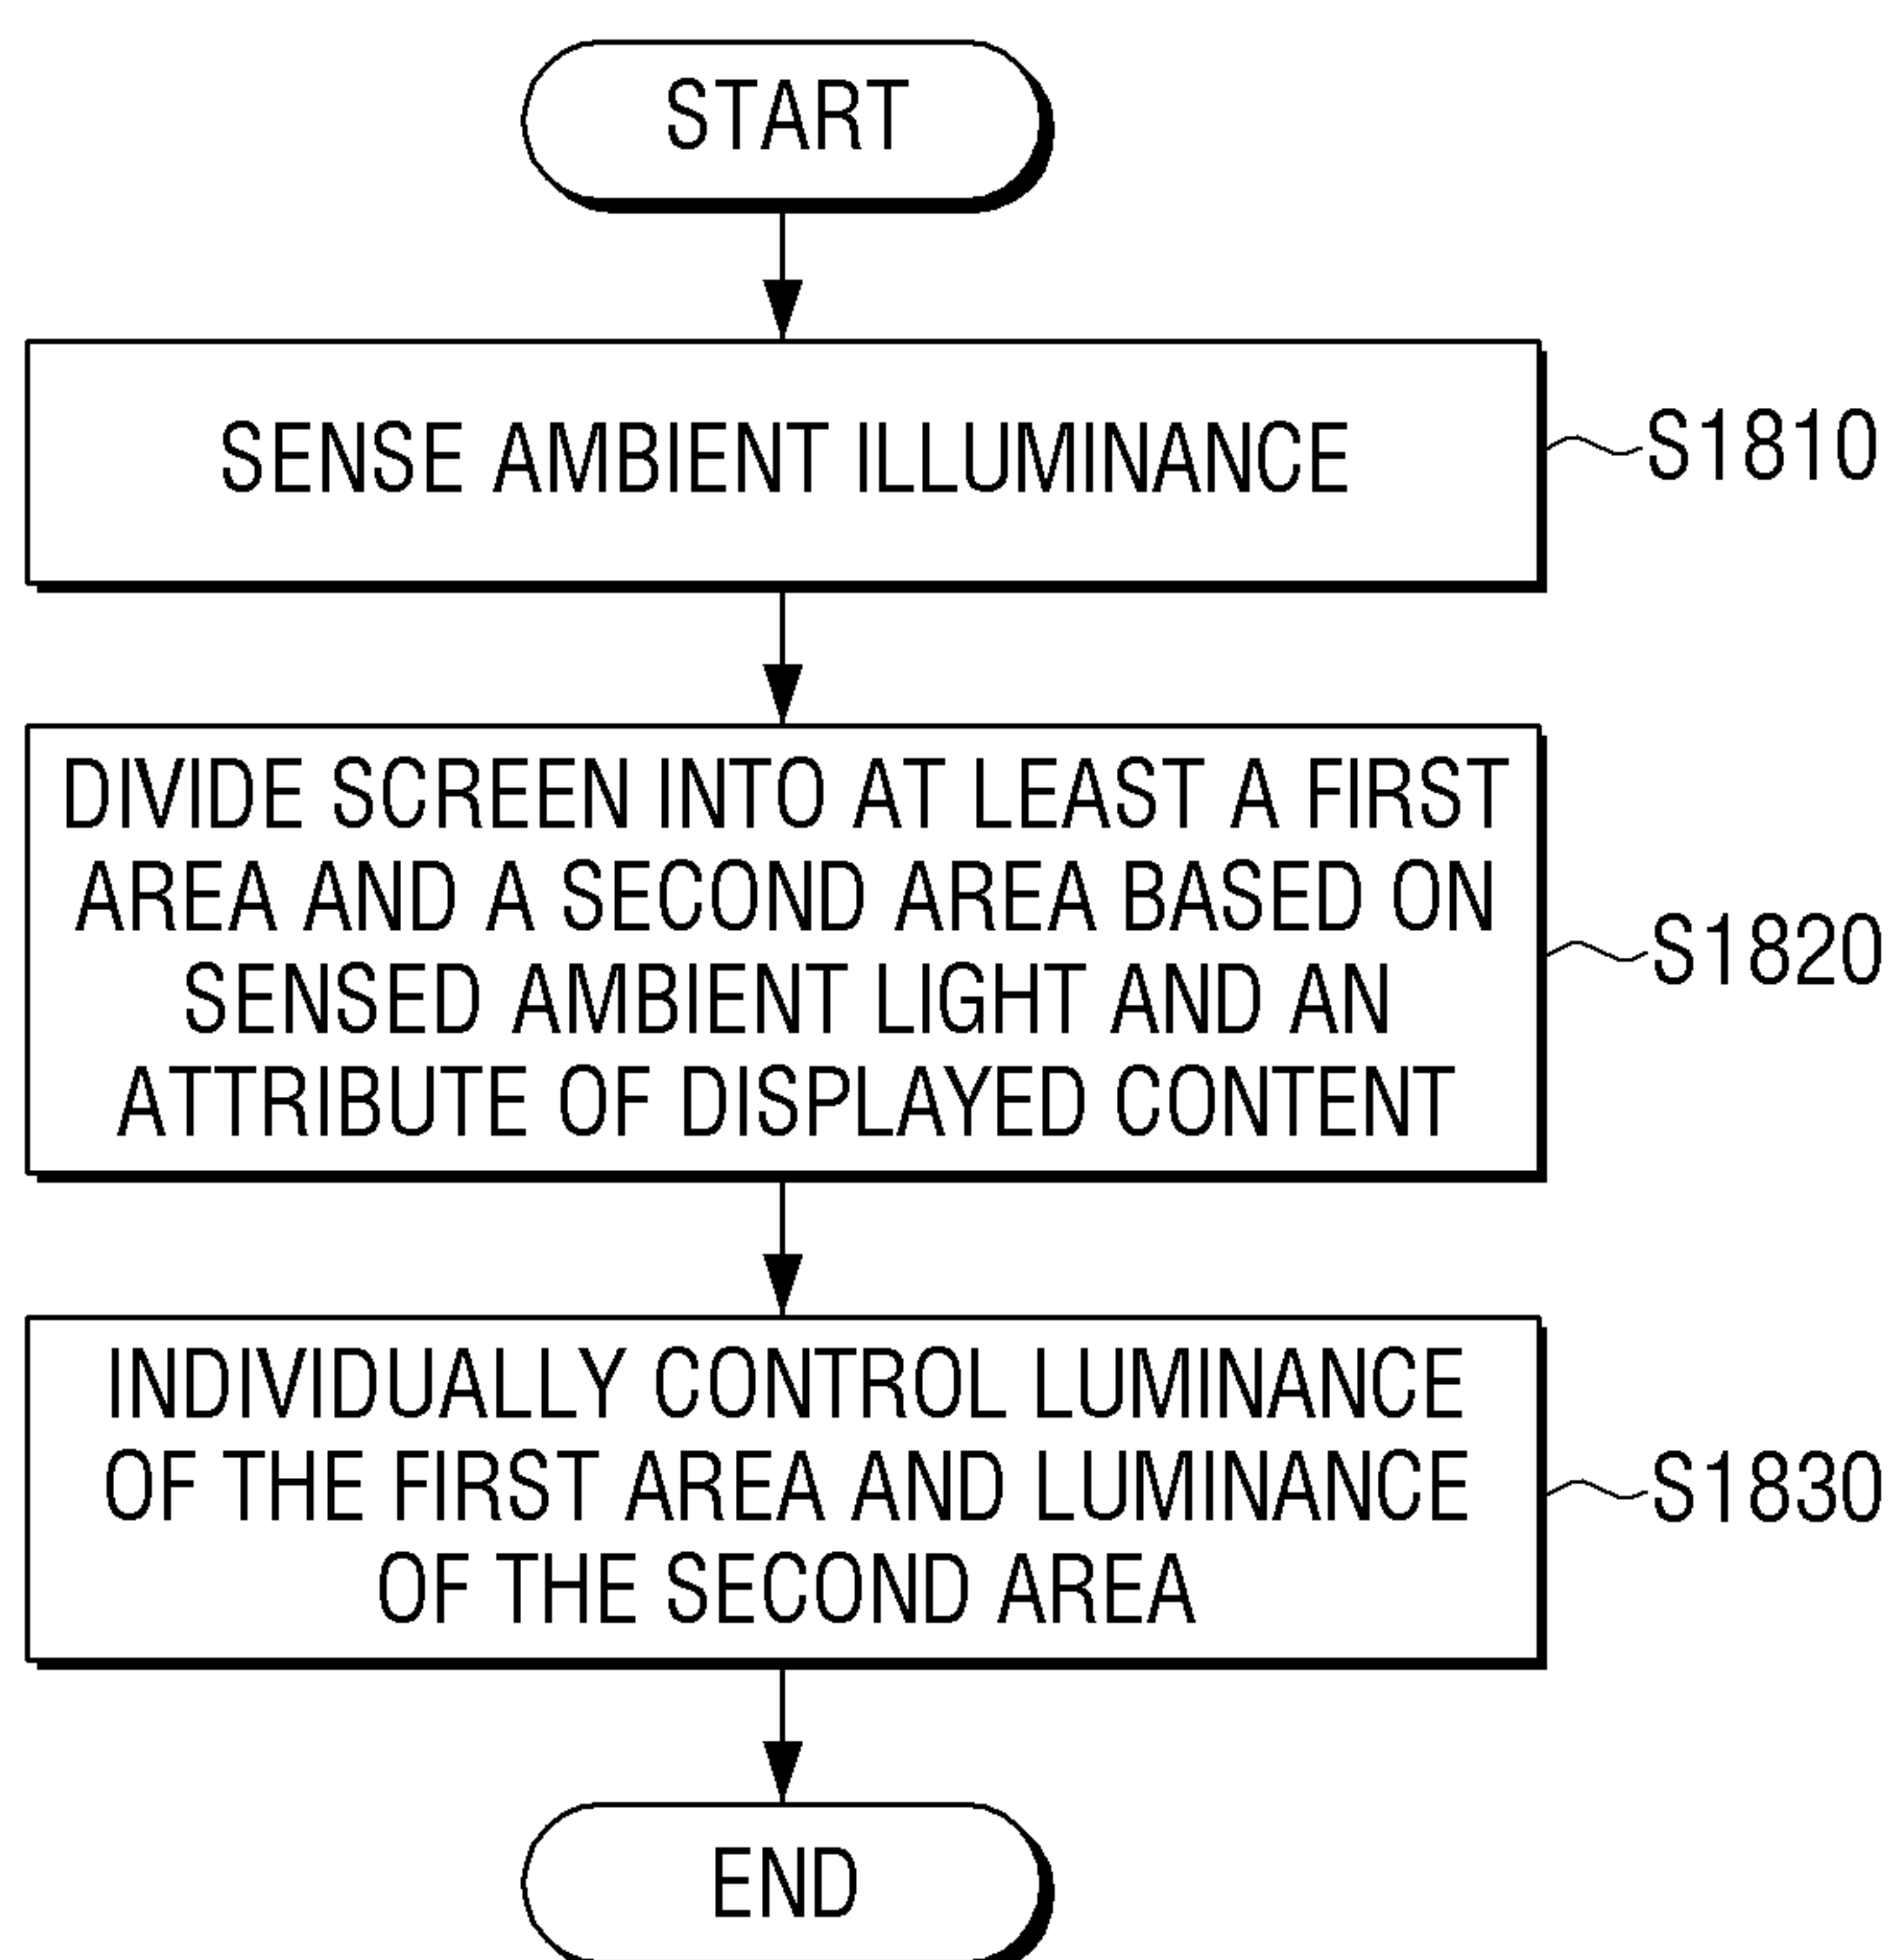 START
SENSE AMBIENT ILLUMINANCE
S1810
DIVIDE SCREEN INTO AT LEAST A FIRST
AREA AND A SECOND AREA BASED ON
SENSED AMBIENT LIGHT AND AN
ATTRIBUTE OF DISPLAYED CONTENT
S1820
INDIVIDUALLY CONTROL LUMINANCE
OF THE FIRST AREA AND LUMINANCE
OF THE SECOND AREA
S1830
END